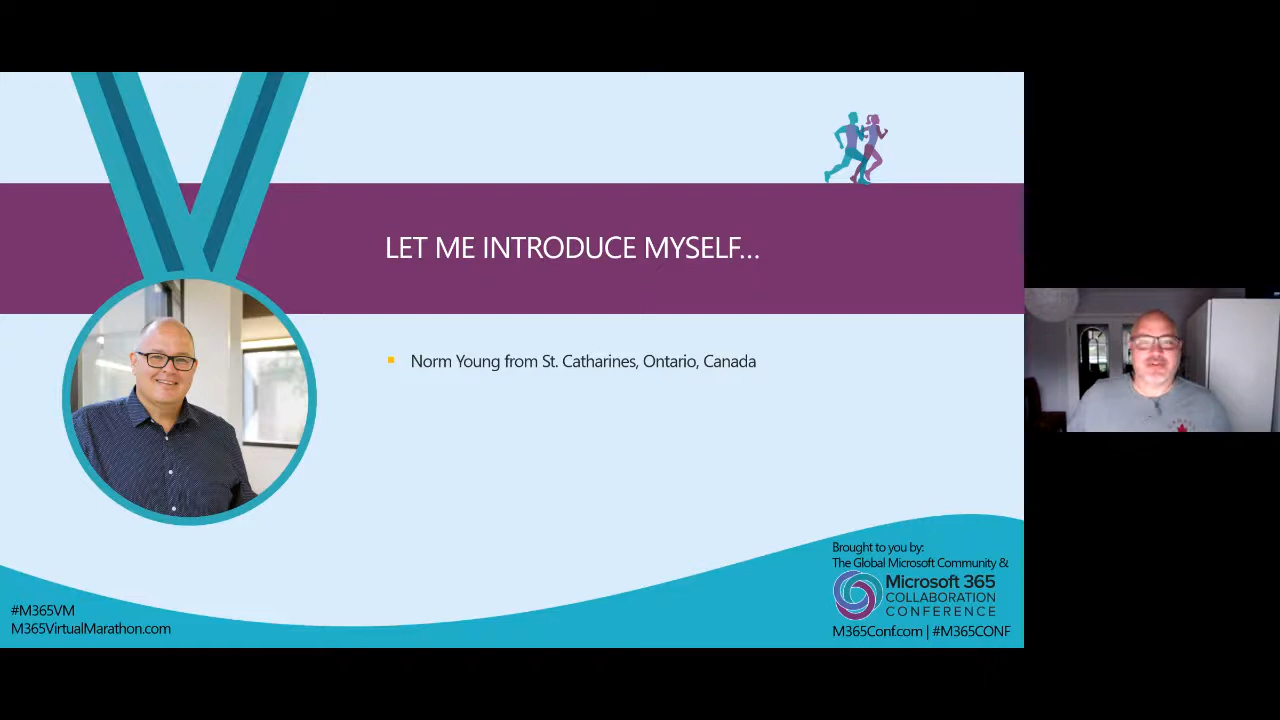 LET ME INTRODUCE MYSELF...
Norm Young from St. Catharines, Ontario, Canada
#M365VM
M365VirtualMarathon.com
Brought to you by:
The Global Microsoft Community &
Microsoft 365
COLLABORATION
CONFERENCE
M365Conf.com | #M365CONF